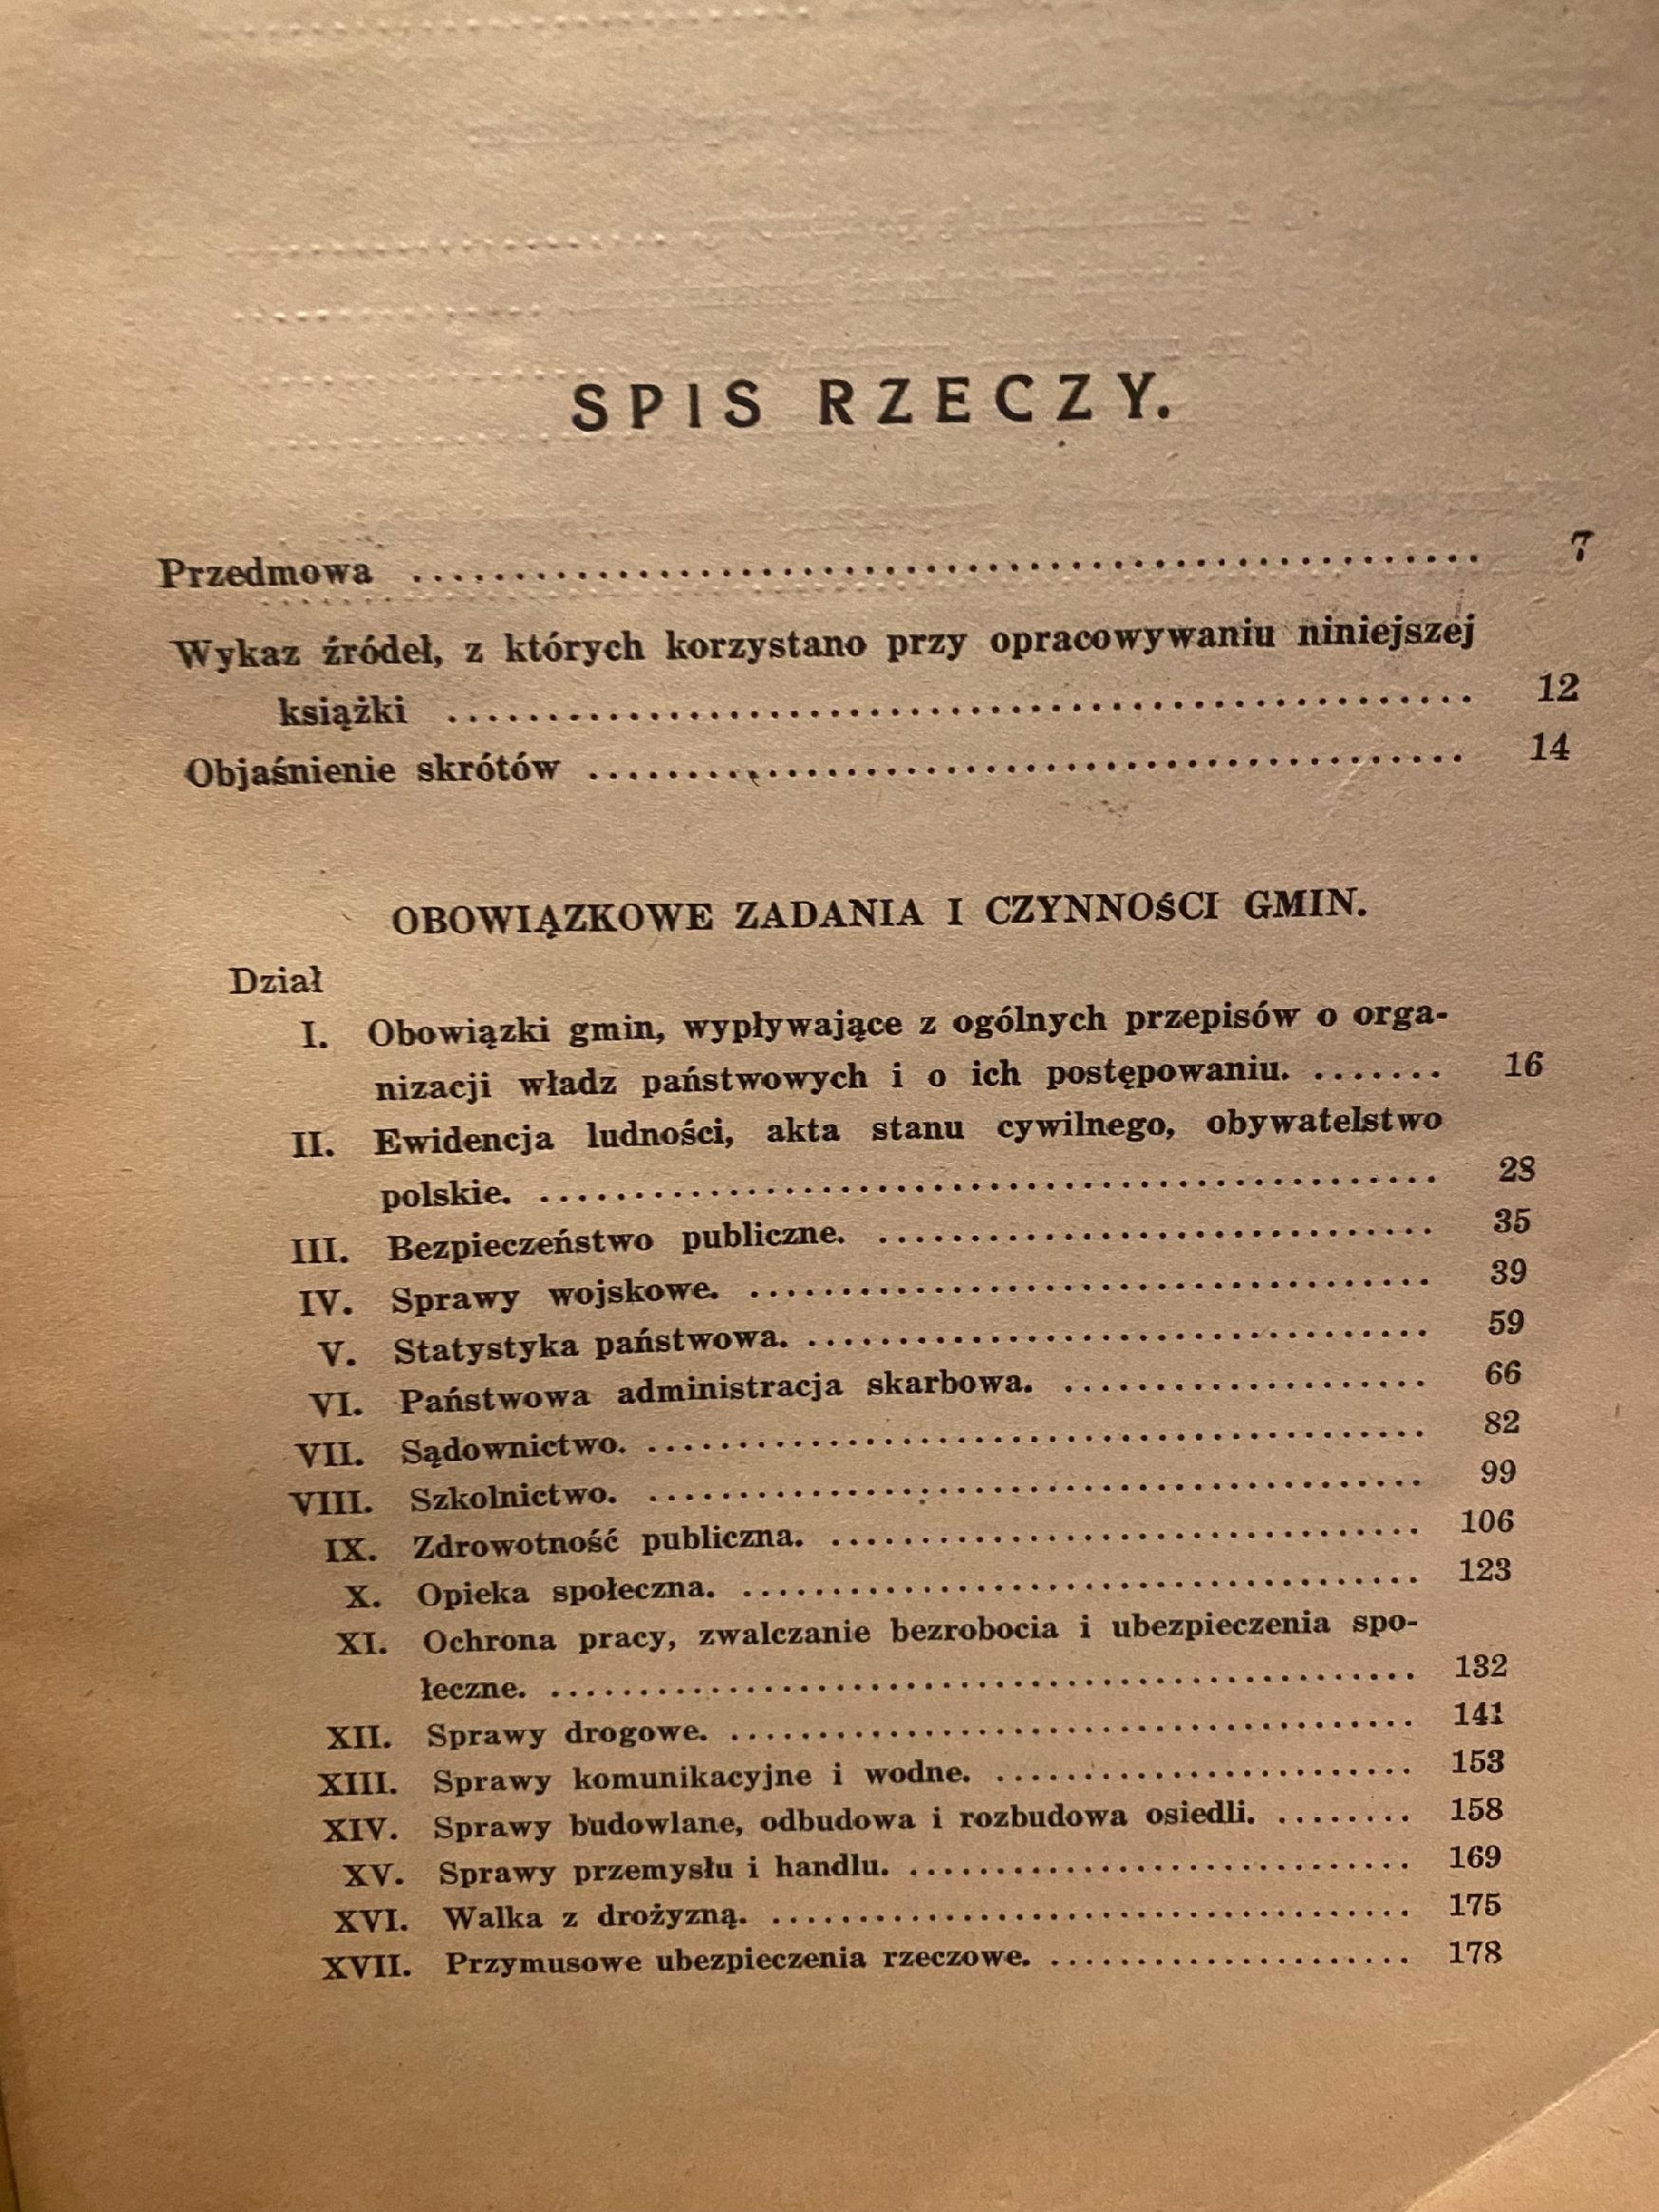 SPIS RZECZY.
Przedmowa ........................................ 7
Wykaz źródeł, z których korzystano przy opracowywaniu niniejszej
książki ........................................ 12
Objaśnienie skrótów ........................................ 14
OBOWIĄZKOWE ZADANIA I CZYNNOŚCI GMIN.
Dział
I. Obowiązki gmin, wypływające z ogólnych przepisów o orga-
nizacji władz państwowych i o ich postępowaniu. ....... 16
II. Ewidencja ludności, akta stanu cywilnego, obywatelstwo
polskie. ........................................ 28
III. Bezpieczeństwo publiczne. .............................. 35
IV. Sprawy wojskowe. .................................... 39
V. Statystyka państwowa. ................................. 59
VI. Państwowa administracja skarbowa. .................... 66
VII. Sądownictwo. ........................................ 82
VIII. Szkolnictwo. ........................................ 99
IX. Zdrowotność publiczna. ................................ 106
X. Opieka społeczna. .................................... 123
XI. Ochrona pracy, zwalczanie bezrobocia i ubezpieczenia spo-
łeczne. ........................................ 132
XII. Sprawy drogowe. .................................... 141
XIII. Sprawy komunikacyjne i wodne. ....................... 153
XIV. Sprawy budowlane, odbudowa i rozbudowa osiedli. ........ 158
XV. Sprawy przemysłu i handlu. ............................ 169
XVI. Walka z drożyzną. .................................... 175
XVII. Przymusowe ubezpieczenia rzeczowe. .................... 178